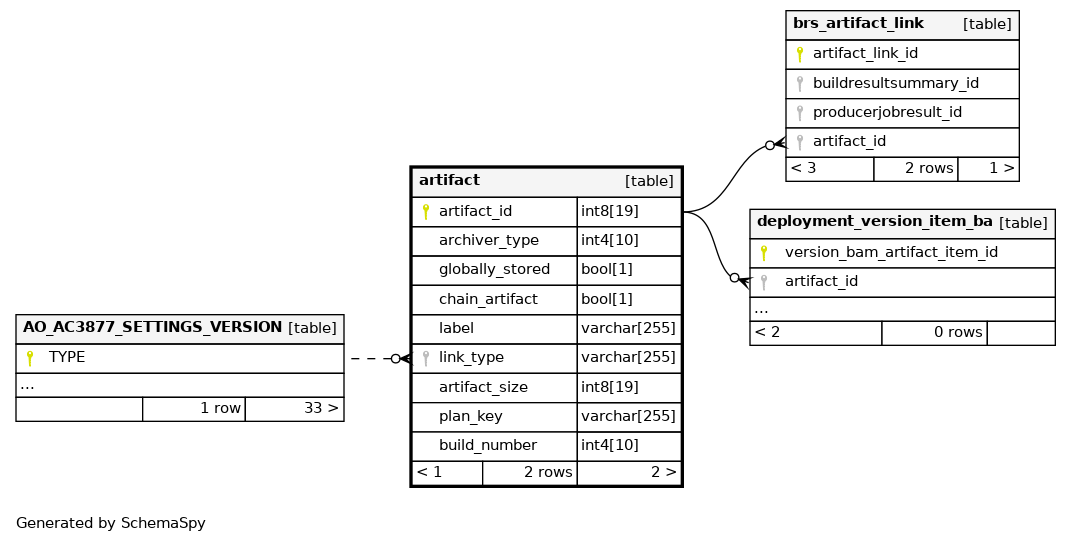 brs_artifact_link [table]
artifact_link_id
buildresultsummary_id
producerjobresult_id
artifact_id
< 3 2 rows 1 >
artifact [table]
artifact_id int8[19]
archiver_type int4[10]
globally_stored bool[1]
chain_artifact bool[1]
label varchar[255]
link_type varchar[255]
artifact_size int8[19]
plan_key varchar[255]
build_number int4[10]
< 1 2 rows 2 >
deployment_version_item_ba [table]
version_bam_artifact_item_id
artifact_id
...
< 2 0 rows
AO_AC3877_SETTINGS_VERSION [table]
TYPE
...
1 row 33 >
Generated by SchemaSpy